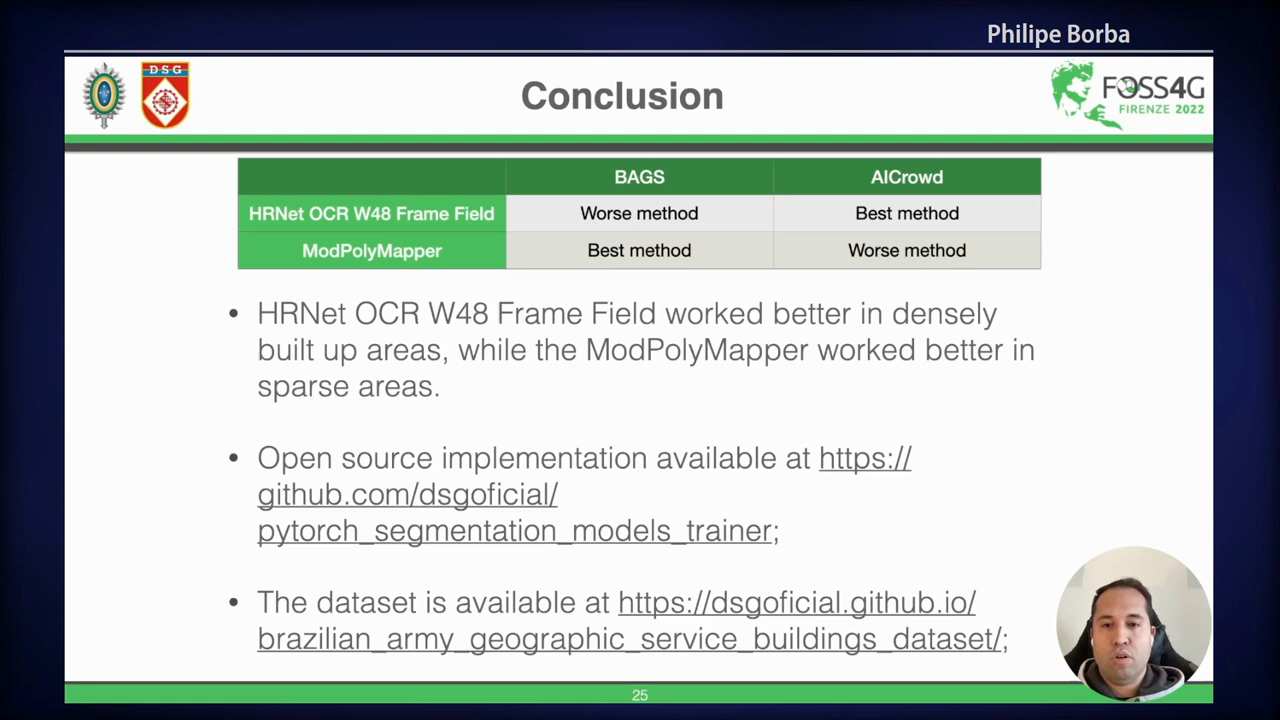 Philipe Borba
DSG
Conclusion
FOSS4G
FIRENZE 2022
BAGS AICrowd
HRNet OCR W48 Frame Field Worse method Best method
ModPolyMapper Best method Worse method
• HRNet OCR W48 Frame Field worked better in densely
built up areas, while the ModPolyMapper worked better in
sparse areas.
• Open source implementation available at https://
github.com/dsgoficial/
pytorch_segmentation_models_trainer;
• The dataset is available at https://dsgoficial.github.io/
brazilian_army_geographic_service_buildings_dataset/;
25